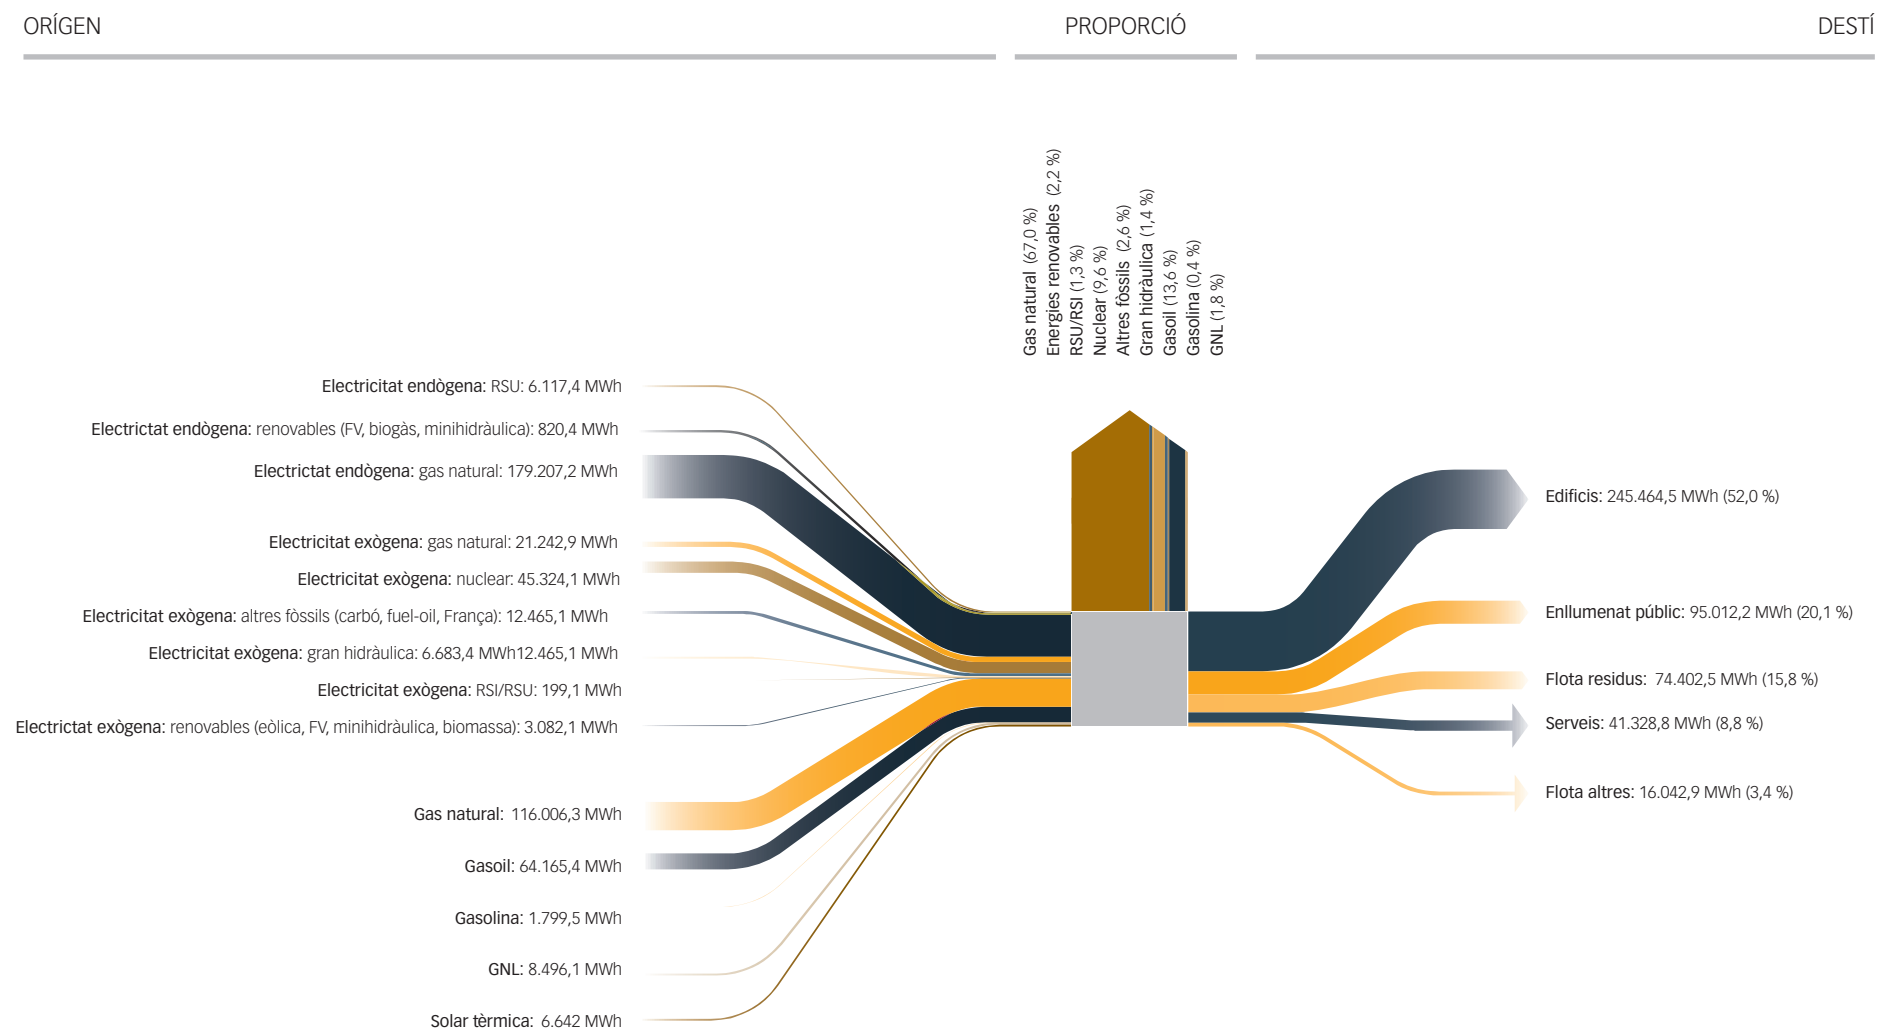 ORÍGEN
PROPORCIÓ
DESTÍ
Gas natural (67,0 %)
Energies renovables (2,2 %)
RSU/RSI (1,3 %)
Nuclear (9,6 %)
Altres fòssils (2,6 %)
Gran hidràulica (1,4 %)
Gasoil (13,6 %)
Gasolina (0,4 %)
GNL (1,8 %)
Electricitat endògena: RSU: 6.117,4 MWh
Electrictat endògena: renovables (FV, biogàs, minihidràulica): 820,4 MWh
Electrictat endògena: gas natural: 179.207,2 MWh
Electricitat exògena: gas natural: 21.242,9 MWh
Electricitat exògena: nuclear: 45.324,1 MWh
Electricitat exògena: altres fòssils (carbó, fuel-oil, França): 12.465,1 MWh
Electricitat exògena: gran hidràulica: 6.683,4 MWh12.465,1 MWh
Electricitat exògena: RSI/RSU: 199,1 MWh
Electrictat exògena: renovables (eòlica, FV, minihidràulica, biomassa): 3.082,1 MWh
Gas natural: 116.006,3 MWh
Gasoil: 64.165,4 MWh
Gasolina: 1.799,5 MWh
GNL: 8.496,1 MWh
Solar tèrmica: 6.642 MWh
Edificis: 245.464,5 MWh (52,0 %)
Enllumenat públic: 95.012,2 MWh (20,1 %)
Flota residus: 74.402,5 MWh (15,8 %)
Serveis: 41.328,8 MWh (8,8 %)
Flota altres: 16.042,9 MWh (3,4 %)